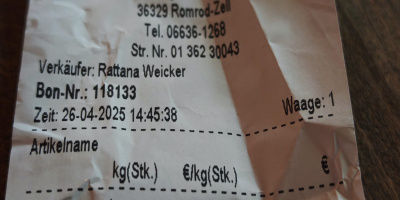 36329 Romrod-Zell
Tel. 06636-1268
Str. Nr. 01 362 30043
Verkäufer: Rattana Weicker
Bon-Nr.: 118133
Zeit: 26-04-2025 14:45:38 Waage: 1
Artikelname
kg(Stk.) €/kg(Stk.) €